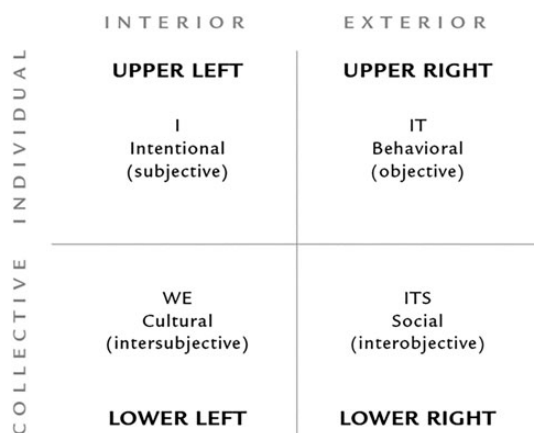 INTERIOR EXTERIOR
INDIVIDUAL
UPPER LEFT
I
Intentional
(subjective)
UPPER RIGHT
IT
Behavioral
(objective)
COLLECTIVE
WE
Cultural
(intersubjective)
LOWER LEFT
ITS
Social
(interobjective)
LOWER RIGHT